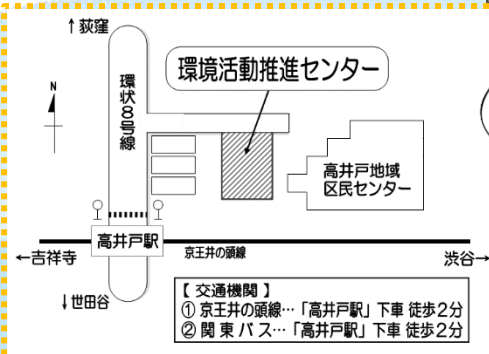 ↑荻窪
環状8号線
N
環境活動推進センター
高井戸地域
区民センター
高井戸駅
京王井の頭線
←吉祥寺
渋谷→
↓世田谷
【 交通機関 】
① 京王井の頭線…「高井戸駅」下車 徒歩2分
② 関 東 バ ス…「高井戸駅」下車 徒歩2分